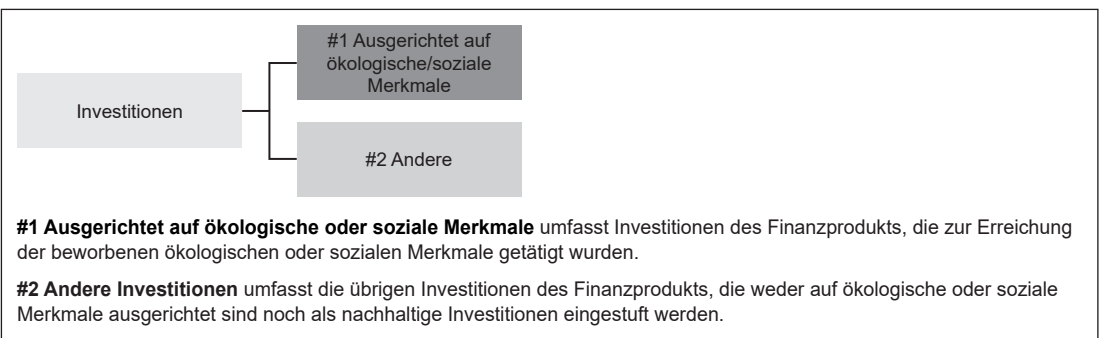 #1 Ausgerichtet auf
ökologische/soziale
Merkmale
Investitionen
#2 Andere
#1 Ausgerichtet auf ökologische oder soziale Merkmale umfasst Investitionen des Finanzprodukts, die zur Erreichung
der beworbenen ökologischen oder sozialen Merkmale getätigt wurden.
#2 Andere Investitionen umfasst die übrigen Investitionen des Finanzprodukts, die weder auf ökologische oder soziale
Merkmale ausgerichtet sind noch als nachhaltige Investitionen eingestuft werden.